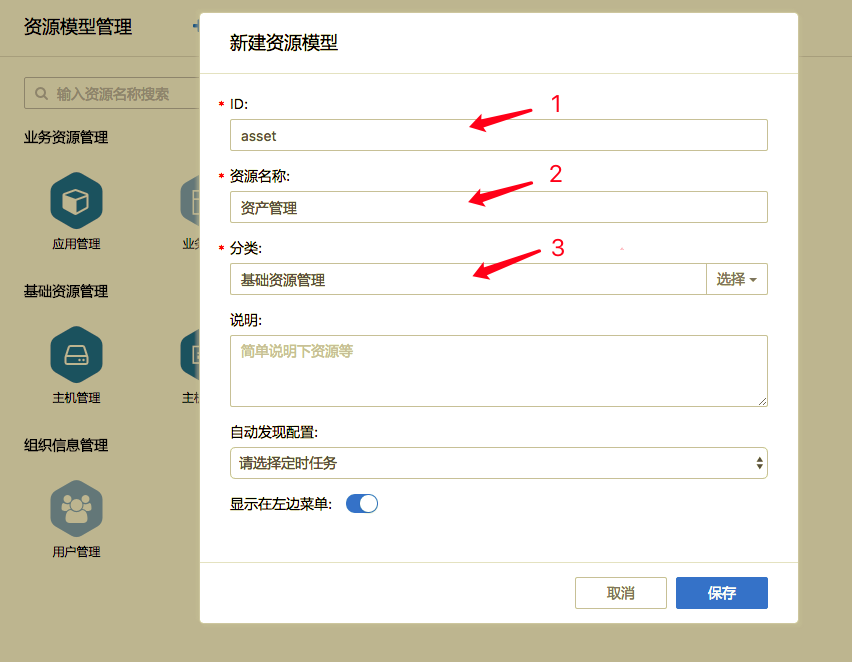 资源模型管理
输入资源名称搜索
业务资源管理
应用管理
业务
基础资源管理
主机管理
主机
组织信息管理
用户管理
新建资源模型
* ID:
1
asset
* 资源名称:
2
资产管理
* 分类:
3
基础资源管理
选择
说明:
简单说明下资源等
自动发现配置:
请选择定时任务
显示在左边菜单:
取消
保存